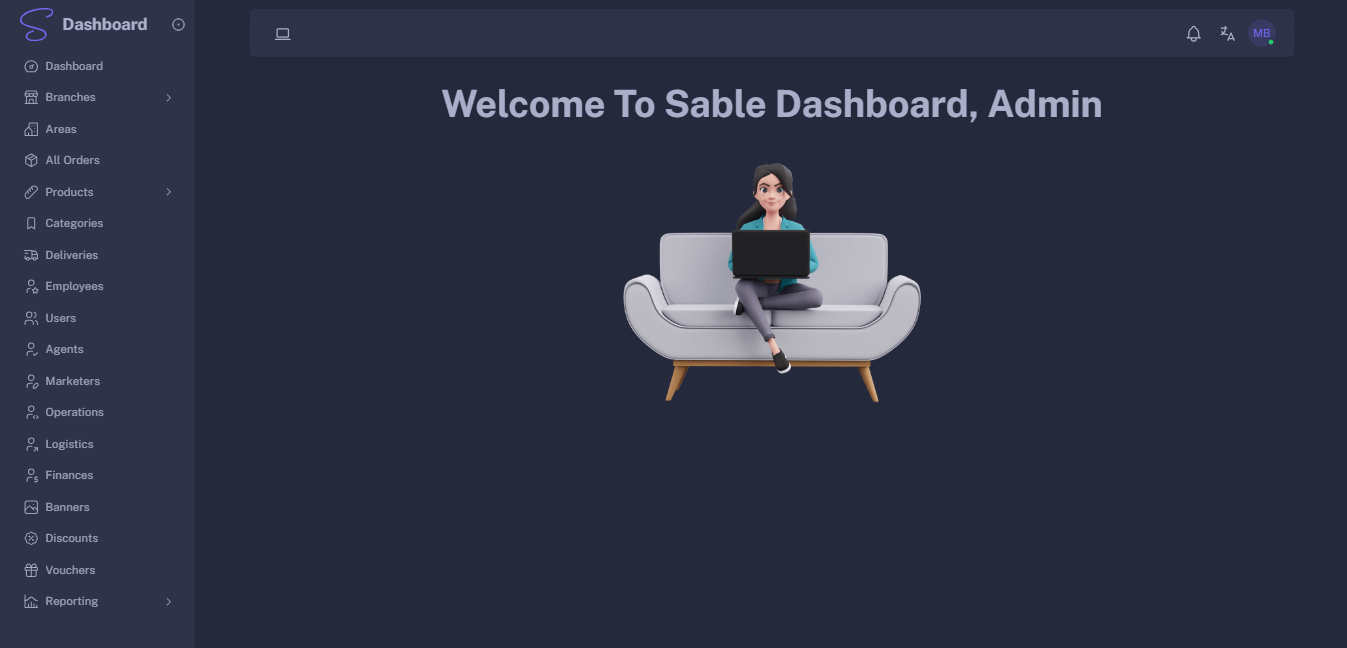 Dashboard
Dashboard
Branches
Areas
All Orders
Products
Categories
Deliveries
Employees
Users
Agents
Marketers
Operations
Logistics
Finances
Banners
Discounts
Vouchers
Reporting
MB
Welcome To Sable Dashboard, Admin